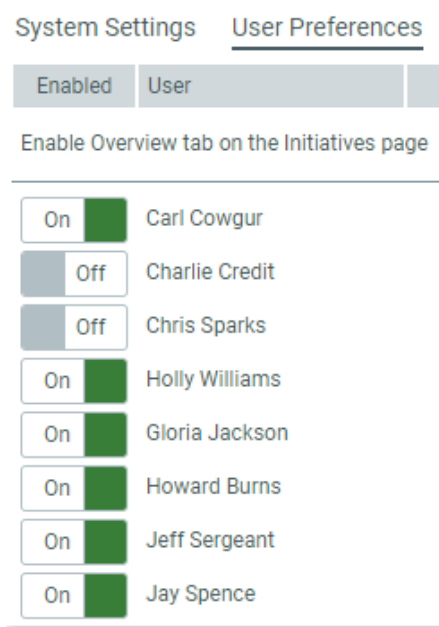 System Settings User Preferences
Enabled User
Enable Overview tab on the Initiatives page
On Carl Cowgur
Off Charlie Credit
Off Chris Sparks
On Holly Williams
On Gloria Jackson
On Howard Burns
On Jeff Sergeant
On Jay Spence